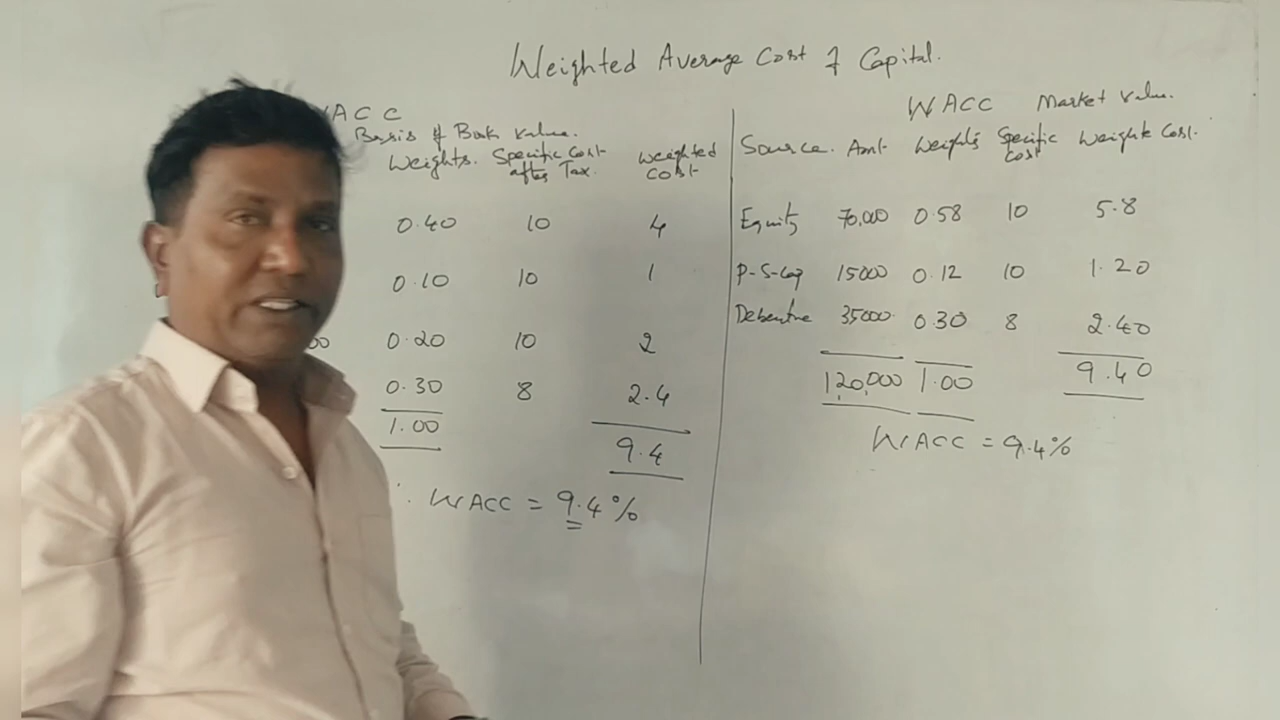 Weighted Average Cost of Capital.
WACC
Basis of Book Value.
Weights. Specific Cost after Tax. Weighted Cost
0.40 10 4
0.10 10 1
00 0.20 10 2
0.30 8 2.4
1.00
9.4
∴ WACC = 9.4%
WACC Market Value.
Source. Amt. Weights Specific Cost Weighte Cost.
Equity 70,000 0.58 10 5.8
P-S-Cap 15000 0.12 10 1.20
Debentue 35000. 0.30 8 2.40
120,000 1.00 9.40
WACC = 9.4%